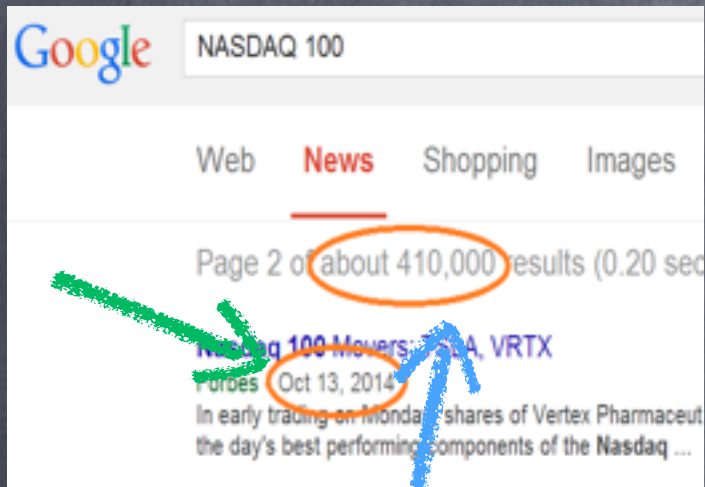 Google
NASDAQ 100
Web News Shopping Images
Page 2 of about 410,000 results (0.20 sec
Nasdaq 100 Movers: TSLA, VRTX
Forbes Oct 13, 2014
In early trading on Monday, shares of Vertex Pharmaceut
the day's best performing components of the Nasdaq ...